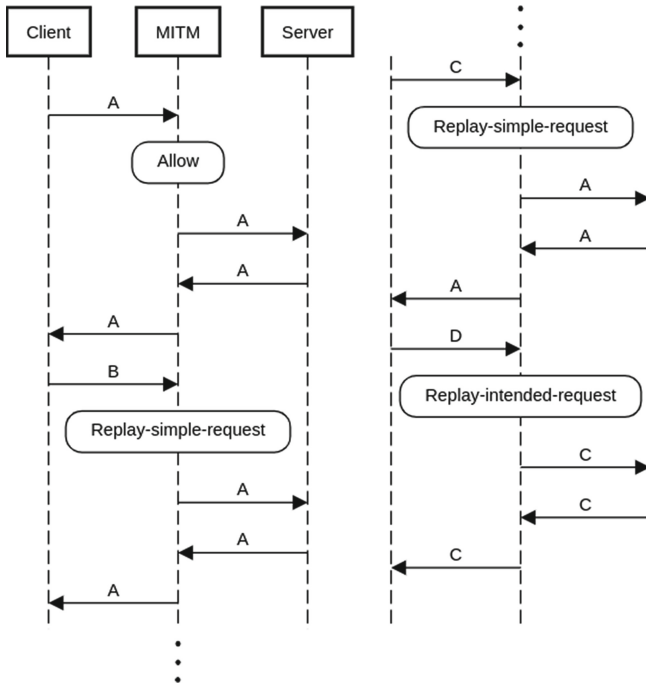 Client
MITM
Server
A
Allow
A
A
A
B
Replay-simple-request
A
A
A
C
Replay-simple-request
A
A
A
D
Replay-intended-request
C
C
C